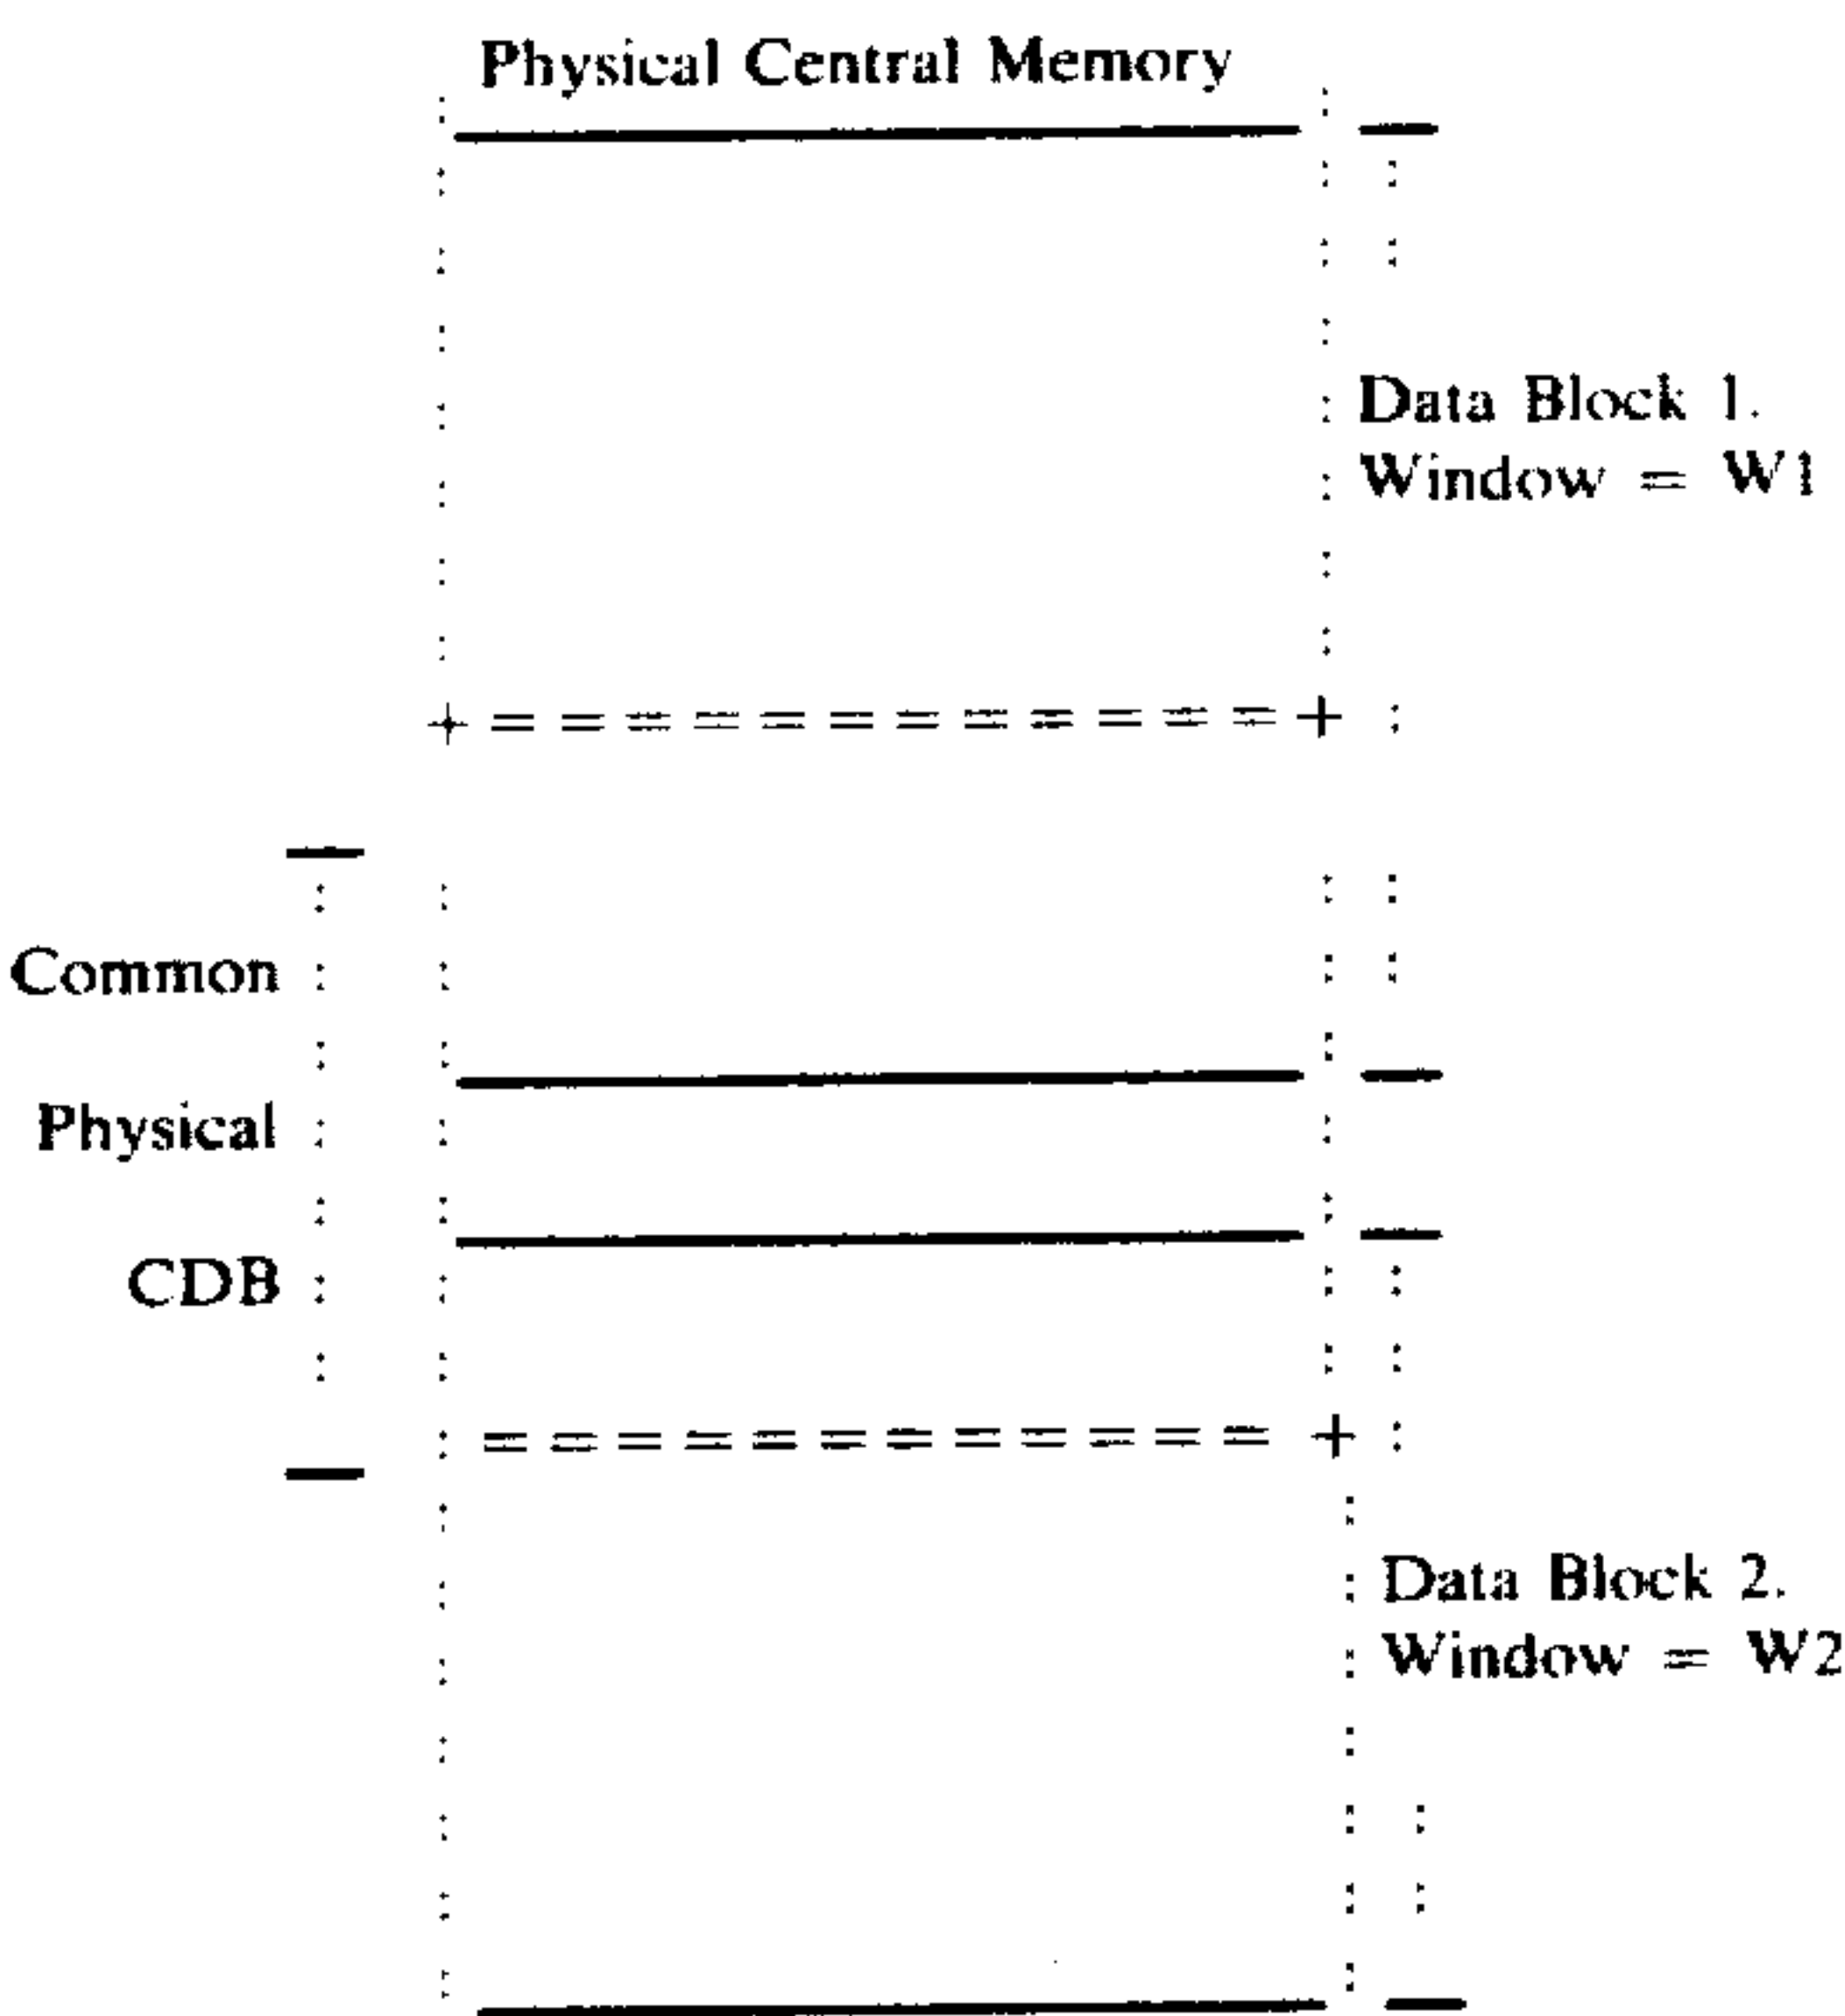 Physical Central Memory
Data Block 1.
Window = W1
Common
Physical
CDB
Data Block 2.
Window = W2